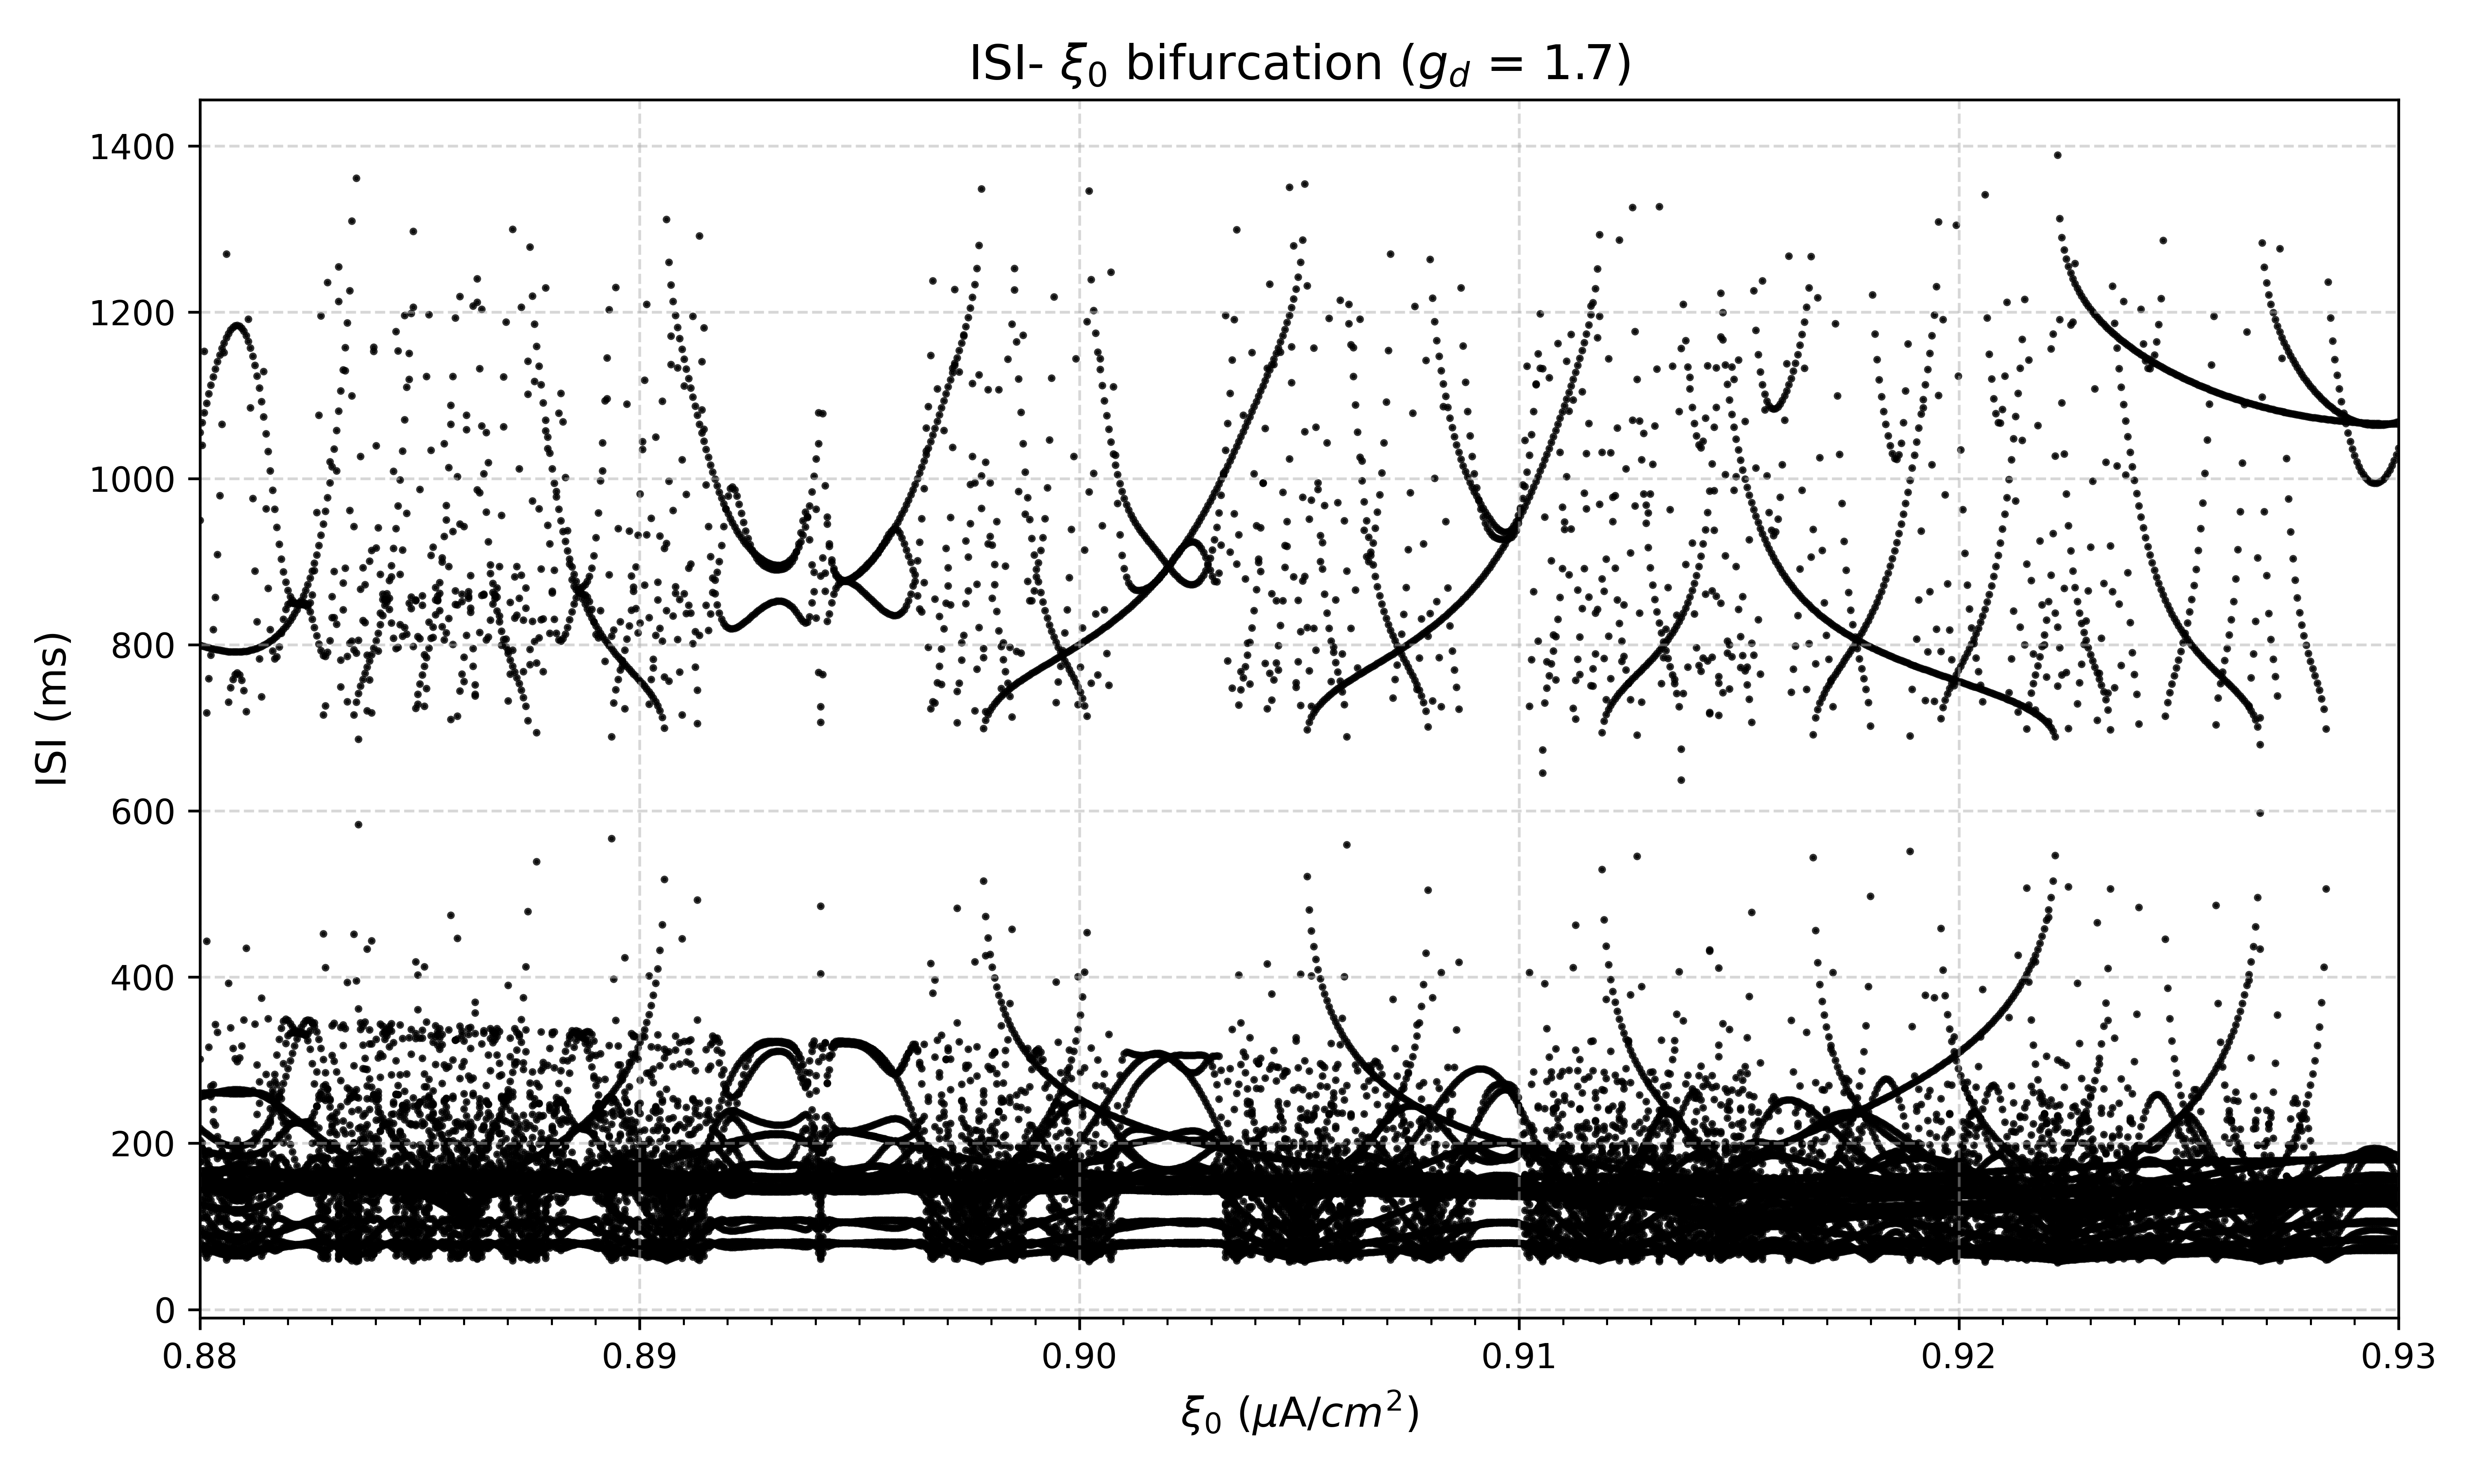 ISI- ξ₀ bifurcation (g_d = 1.7)
ISI (ms)
1400
1200
1000
800
600
400
200
0
0.88 0.89 0.90 0.91 0.92 0.93
ξ₀ (μA/cm²)